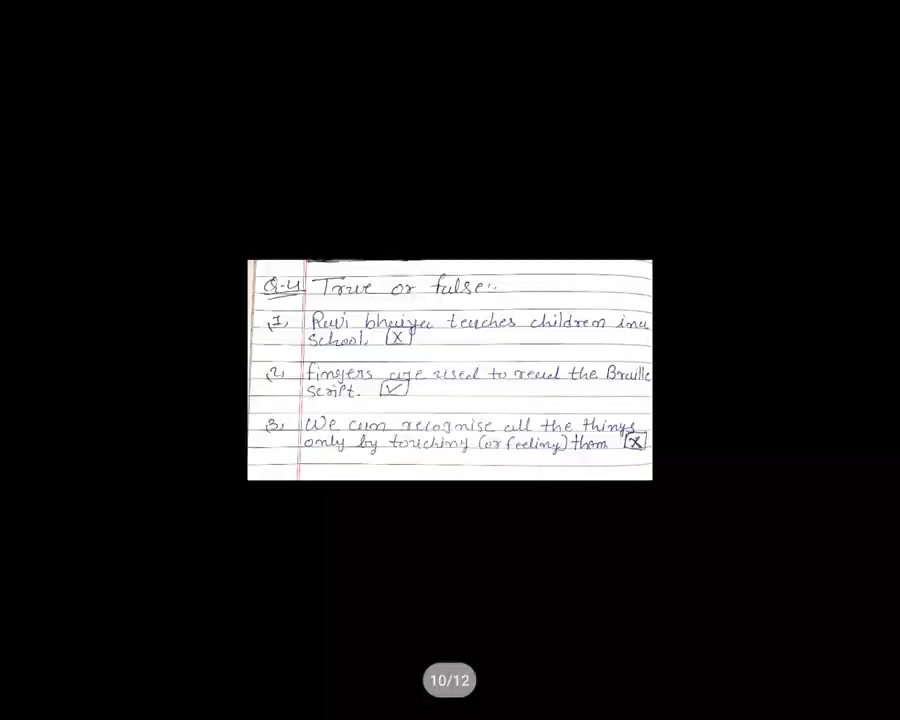 Q-4 True or false:.
1, Ravi bhaiya teaches children in a
school. [X]
2, fingers are used to read the Braille
script. [✓]
3, We can recognise all the things
only by touching (or feeling) them [X]
10/12